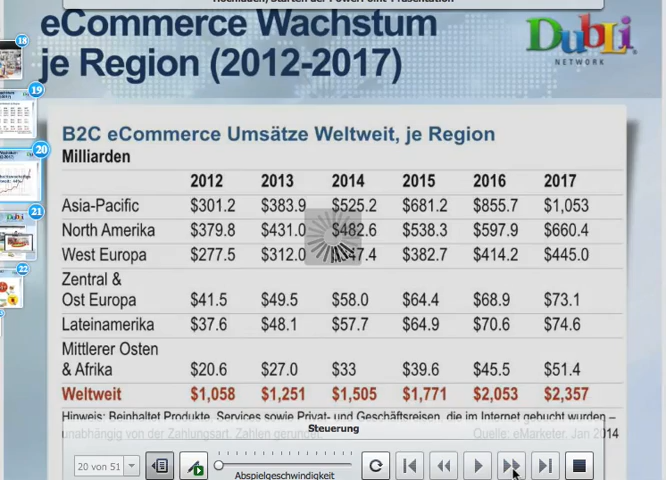 eCommerce Wachstum
je Region (2012-2017)
DubLi
NETWORK
18
19
20
21
22
B2C eCommerce Umsätze Weltweit, je Region
Milliarden
2012 2013 2014 2015 2016 2017
Asia-Pacific $301.2 $383.9 $525.2 $681.2 $855.7 $1,053
North Amerika $379.8 $431.0 $482.6 $538.3 $597.9 $660.4
West Europa $277.5 $312.0 $382.7 $414.2 $445.0
Zentral &
Ost Europa $41.5 $49.5 $58.0 $64.4 $68.9 $73.1
Lateinamerika $37.6 $48.1 $57.7 $64.9 $70.6 $74.6
Mittlerer Osten
& Afrika $20.6 $27.0 $33 $39.6 $45.5 $51.4
Weltweit $1,058 $1,251 $1,505 $1,771 $2,053 $2,357
Hinweis: Beinhaltet Produkte, Services sowie Privat- und Geschäftsreisen, die im Internet gebucht wurden –
unabhängig von der Zahlungsart. Zahlen gerundet. Quelle: eMarketer, Jan 2014
Steuerung
20 von 51
Abspielgeschwindigkeit